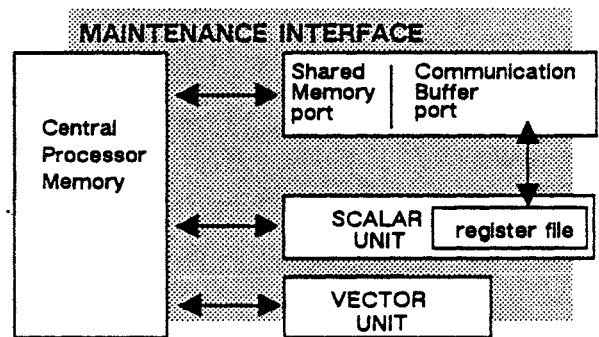 MAINTENANCE INTERFACE
Shared
Memory
port
Communication
Buffer
port
Central
Processor
Memory
SCALAR
UNIT
register file
VECTOR
UNIT